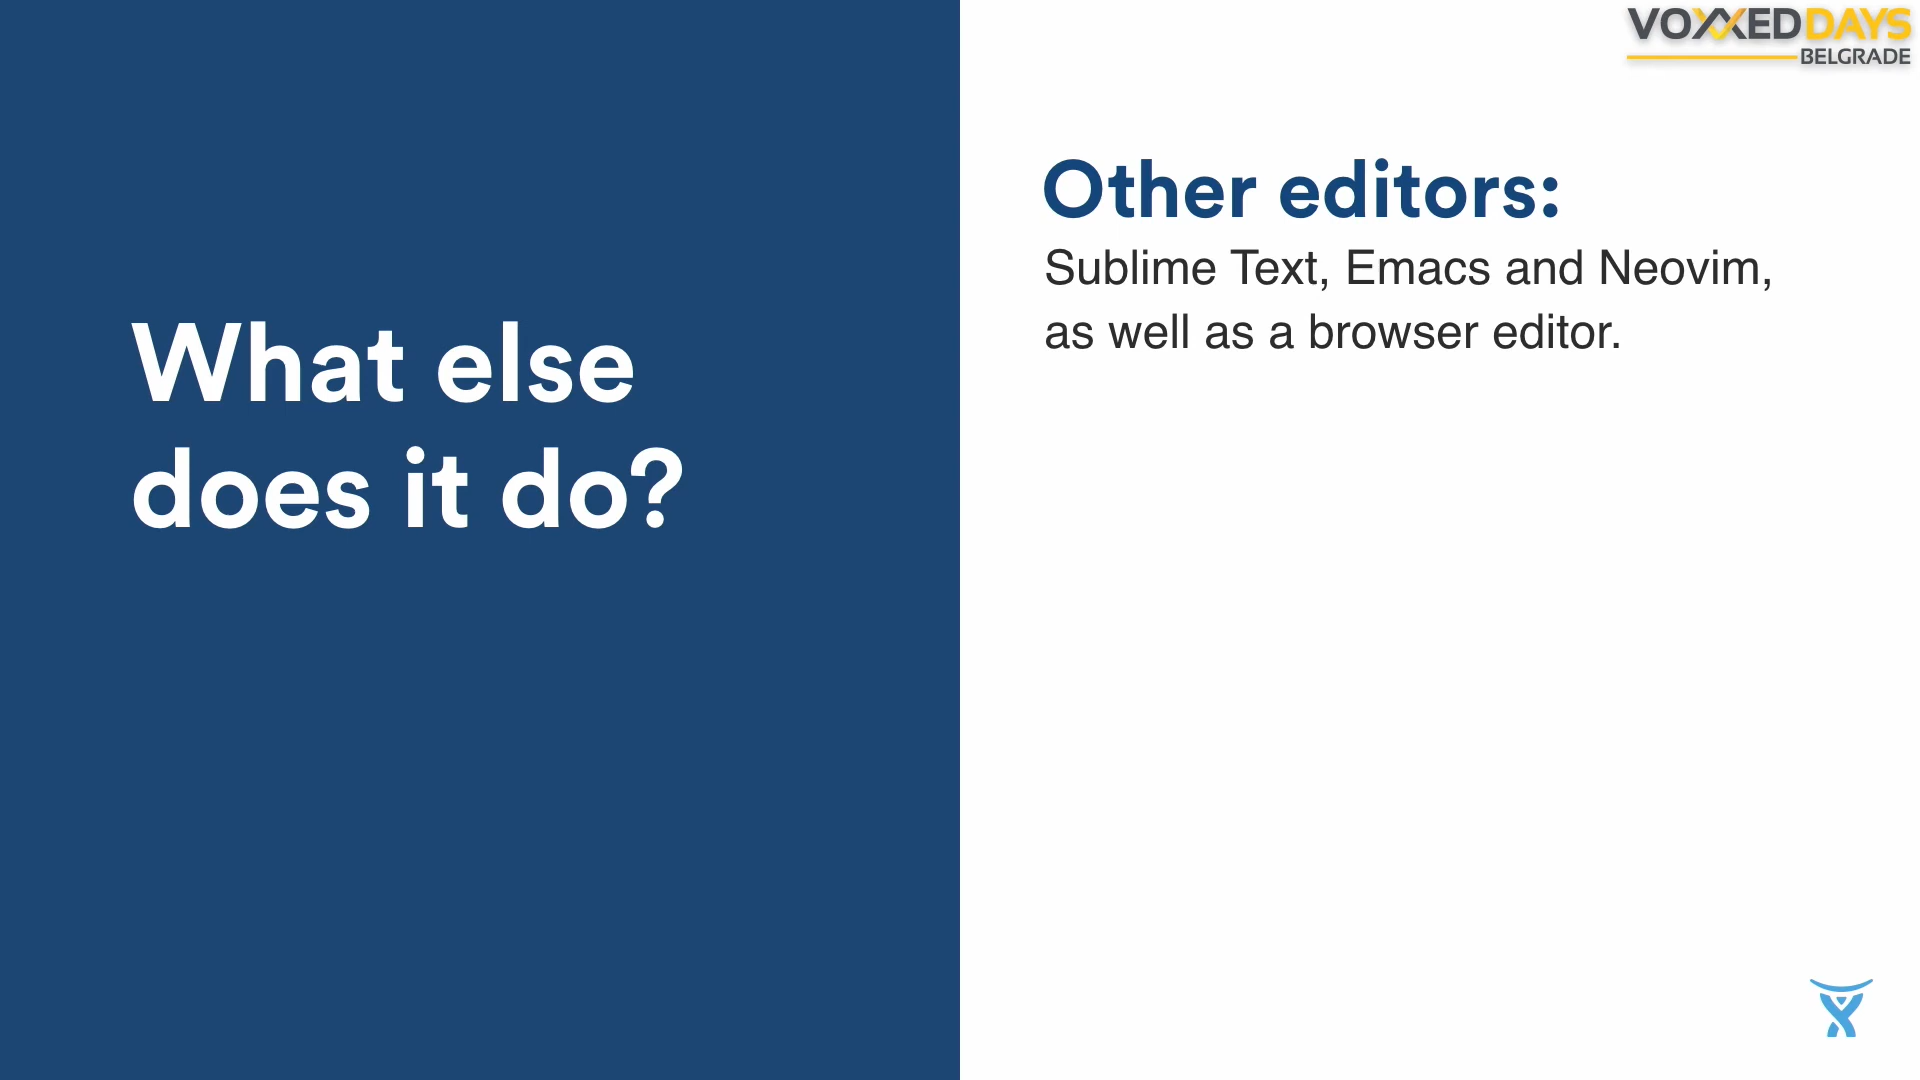 VOXXEDDAYS
BELGRADE
What else
does it do?
Other editors:
Sublime Text, Emacs and Neovim,
as well as a browser editor.